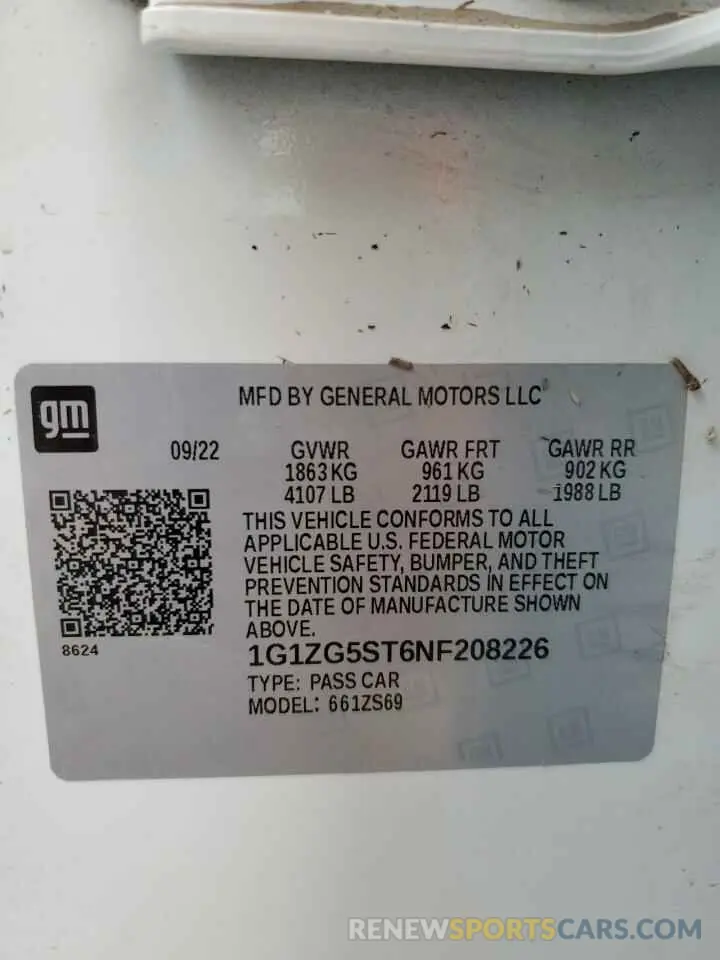 gm
MFD BY GENERAL MOTORS LLC
09/22 GVWR GAWR FRT GAWR RR
1863 KG 961 KG 902 KG
4107 LB 2119 LB 1988 LB
THIS VEHICLE CONFORMS TO ALL
APPLICABLE U.S. FEDERAL MOTOR
VEHICLE SAFETY, BUMPER, AND THEFT
PREVENTION STANDARDS IN EFFECT ON
THE DATE OF MANUFACTURE SHOWN
ABOVE.
8624
1G1ZG5ST6NF208226
TYPE: PASS CAR
MODEL: 661ZS69
RENEWSPORTSCARS.COM